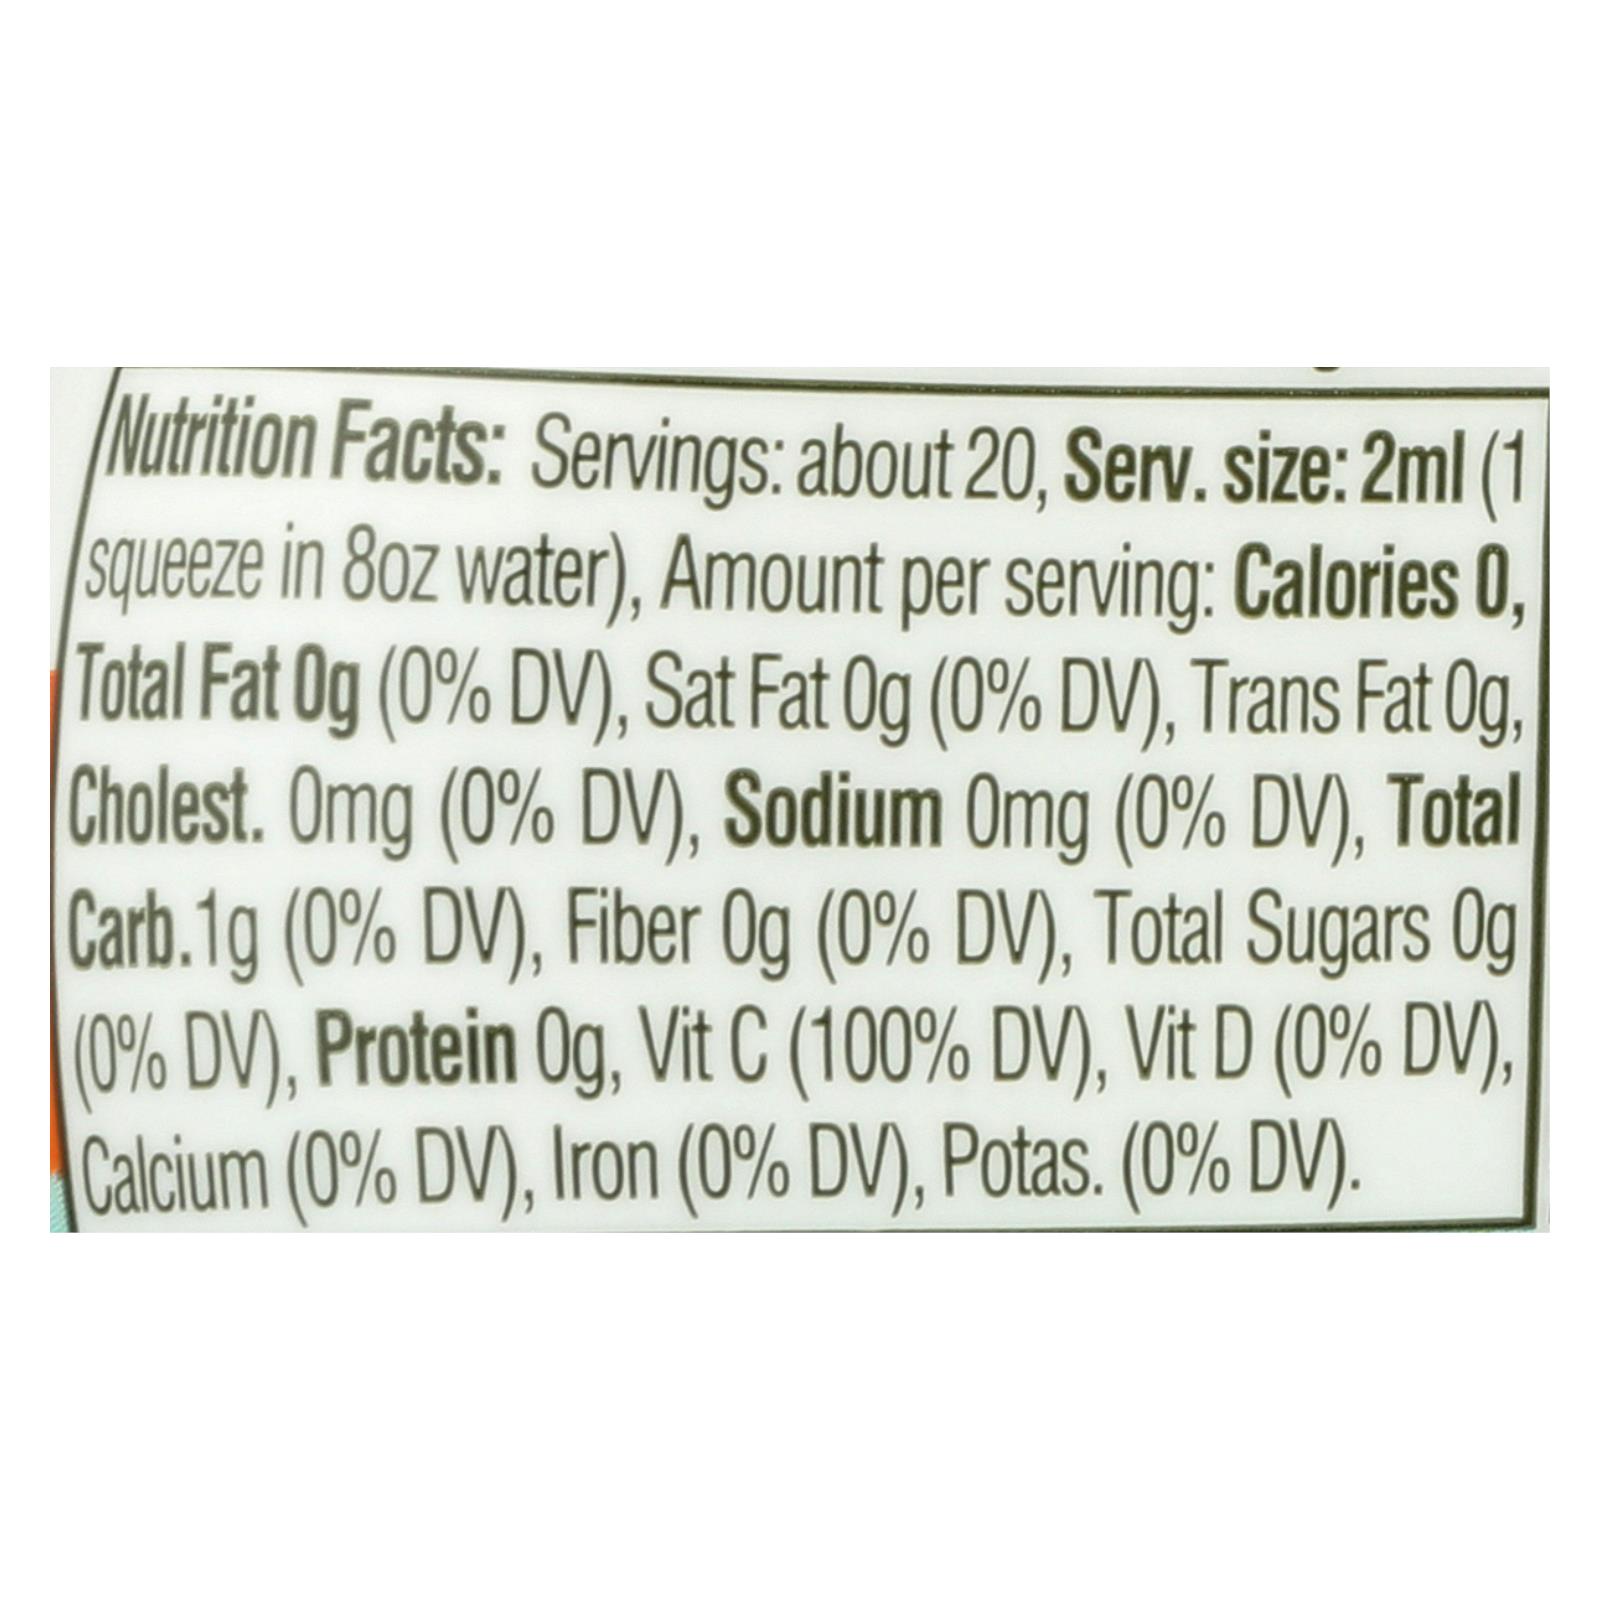 Nutrition Facts: Servings: about 20, Serv. size: 2ml (1
squeeze in 8oz water), Amount per serving: Calories 0,
Total Fat 0g (0% DV), Sat Fat 0g (0% DV), Trans Fat 0g,
Cholest. 0mg (0% DV), Sodium 0mg (0% DV), Total
Carb.1g (0% DV), Fiber 0g (0% DV), Total Sugars 0g
(0% DV), Protein 0g, Vit C (100% DV), Vit D (0% DV),
Calcium (0% DV), Iron (0% DV), Potas. (0% DV).